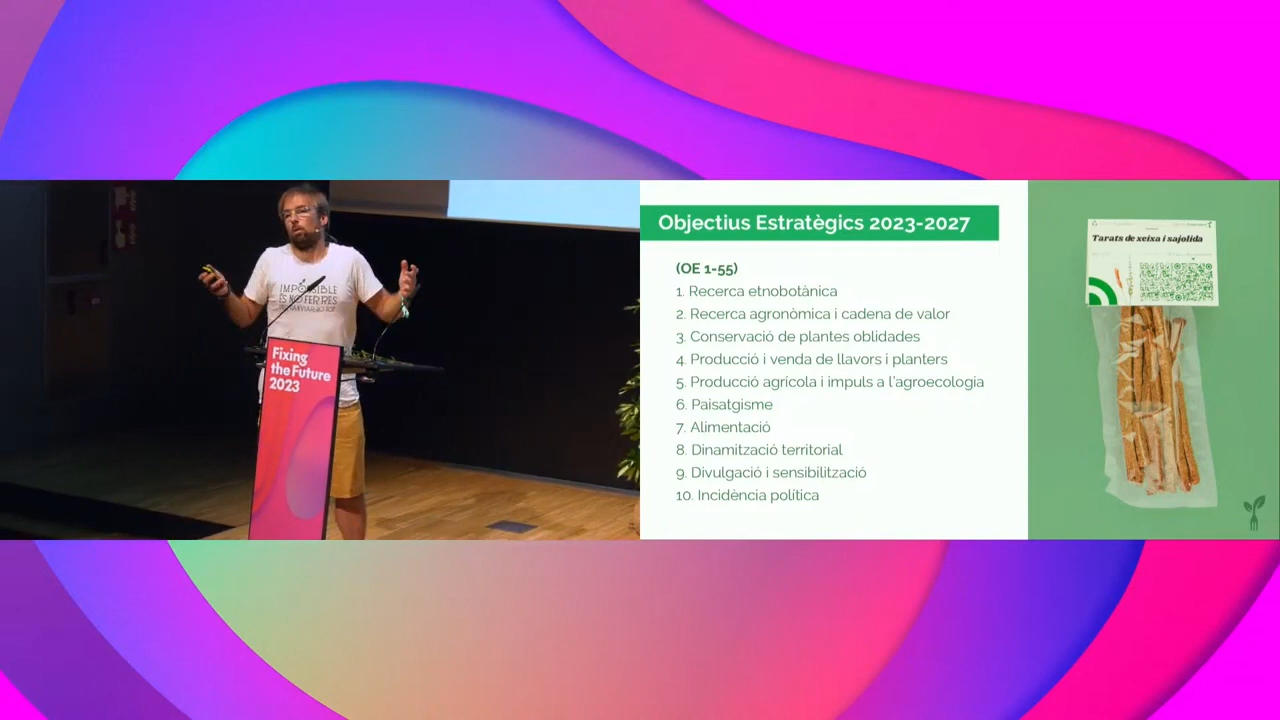 IMPOSSIBLE
ÉS NO FER RES
Fixing
the Future
2023
Objectius Estratègics 2023-2027
(OE 1-55)
1. Recerca etnobotànica
2. Recerca agronòmica i cadena de valor
3. Conservació de plantes oblidades
4. Producció i venda de llavors i planters
5. Producció agrícola i impuls a l'agroecologia
6. Paisatgisme
7. Alimentació
8. Dinamització territorial
9. Divulgació i sensibilització
10. Incidència política
Tarats de xeixa i sajolida